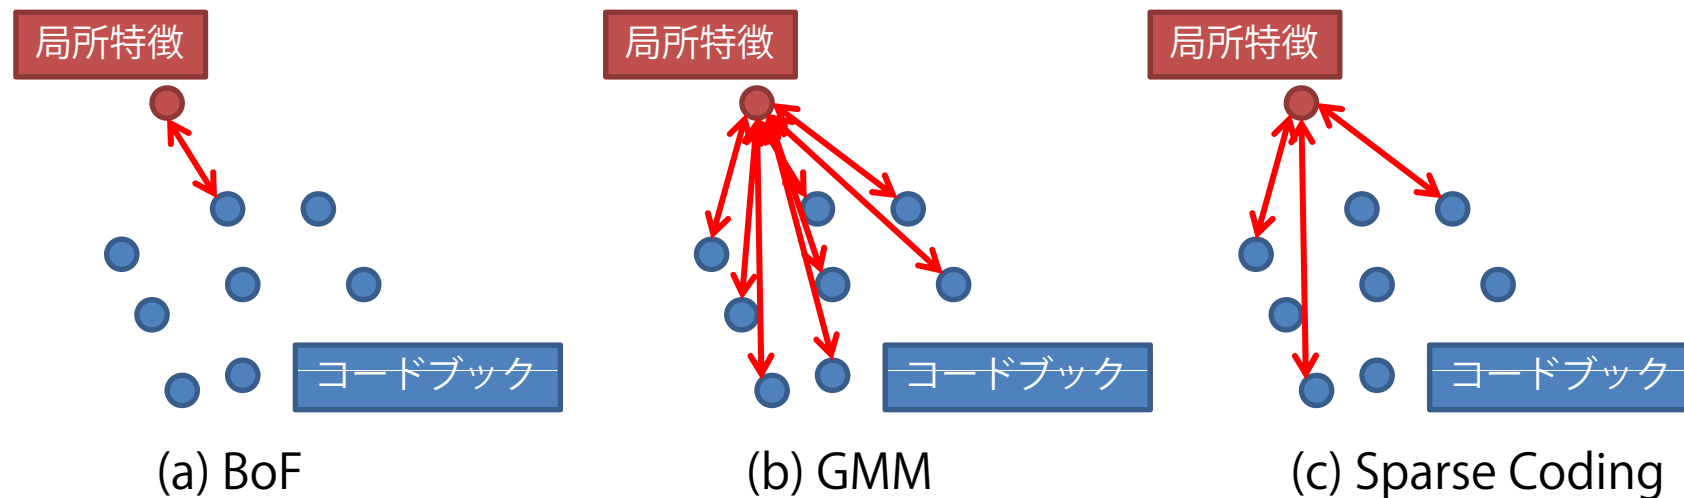 局所特徴
局所特徴
局所特徴
コードブック
コードブック
コードブック
(a) BoF
(b) GMM
(c) Sparse Coding